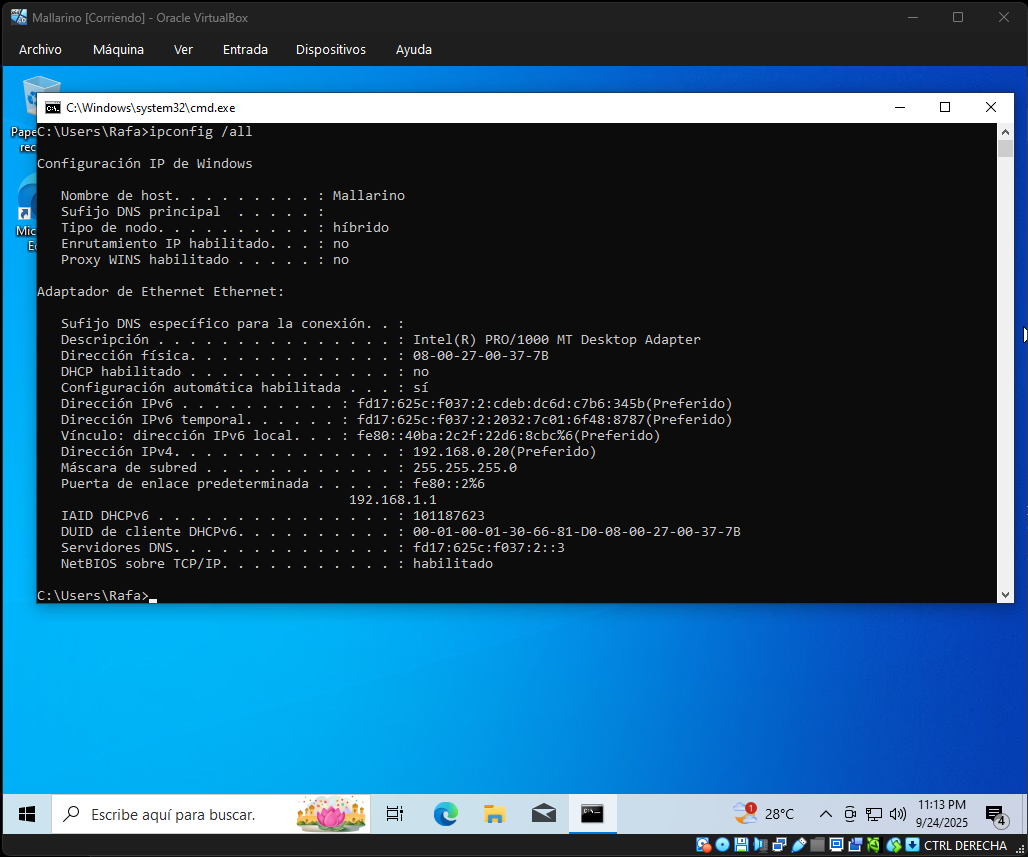 Mallarino [Corriendo] - Oracle VirtualBox
Archivo Máquina Ver Entrada Dispositivos Ayuda
C:\Windows\system32\cmd.exe
C:\Users\Rafa>ipconfig /all
Configuración IP de Windows
Nombre de host. . . . . . . . . : Mallarino
Sufijo DNS principal  . . . . . :
Tipo de nodo. . . . . . . . . . : híbrido
Enrutamiento IP habilitado. . . : no
Proxy WINS habilitado . . . . . : no
Adaptador de Ethernet Ethernet:
Sufijo DNS específico para la conexión. . :
Descripción . . . . . . . . . . . . . . . : Intel(R) PRO/1000 MT Desktop Adapter
Dirección física. . . . . . . . . . . . . : 08-00-27-00-37-7B
DHCP habilitado . . . . . . . . . . . . . : no
Configuración automática habilitada . . . : sí
Dirección IPv6 . . . . . . . . . . : fd17:625c:f037:2:cdeb:dc6d:c7b6:345b(Preferido)
Dirección IPv6 temporal. . . . . . : fd17:625c:f037:2:2032:7c01:6f48:8787(Preferido)
Vínculo: dirección IPv6 local. . . : fe80::40ba:2c2f:22d6:8cbc%6(Preferido)
Dirección IPv4. . . . . . . . . . . . . . : 192.168.0.20(Preferido)
Máscara de subred . . . . . . . . . . . . : 255.255.255.0
Puerta de enlace predeterminada . . . . . : fe80::2%6
192.168.1.1
IAID DHCPv6 . . . . . . . . . . . . . . . : 101187623
DUID de cliente DHCPv6. . . . . . . . . . : 00-01-00-01-30-66-81-D0-08-00-27-00-37-7B
Servidores DNS. . . . . . . . . . . . . . : fd17:625c:f037:2::3
NetBIOS sobre TCP/IP. . . . . . . . . . . : habilitado
C:\Users\Rafa>
Escribe aquí para buscar.
1
28°C
11:13 PM
9/24/2025
4
CTRL DERECHA